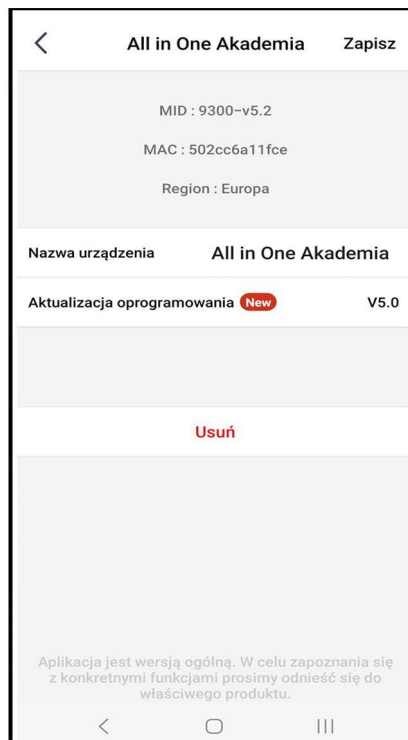 All in One Akademia Zapisz
MID : 9300-v5.2
MAC : 502cc6a11fce
Region : Europa
Nazwa urządzenia All in One Akademia
Aktualizacja oprogramowania New V5.0
Usuń
Aplikacja jest wersją ogólną. W celu zapoznania się
z konkretnymi funkcjami prosimy odnieść się do
właściwego produktu.